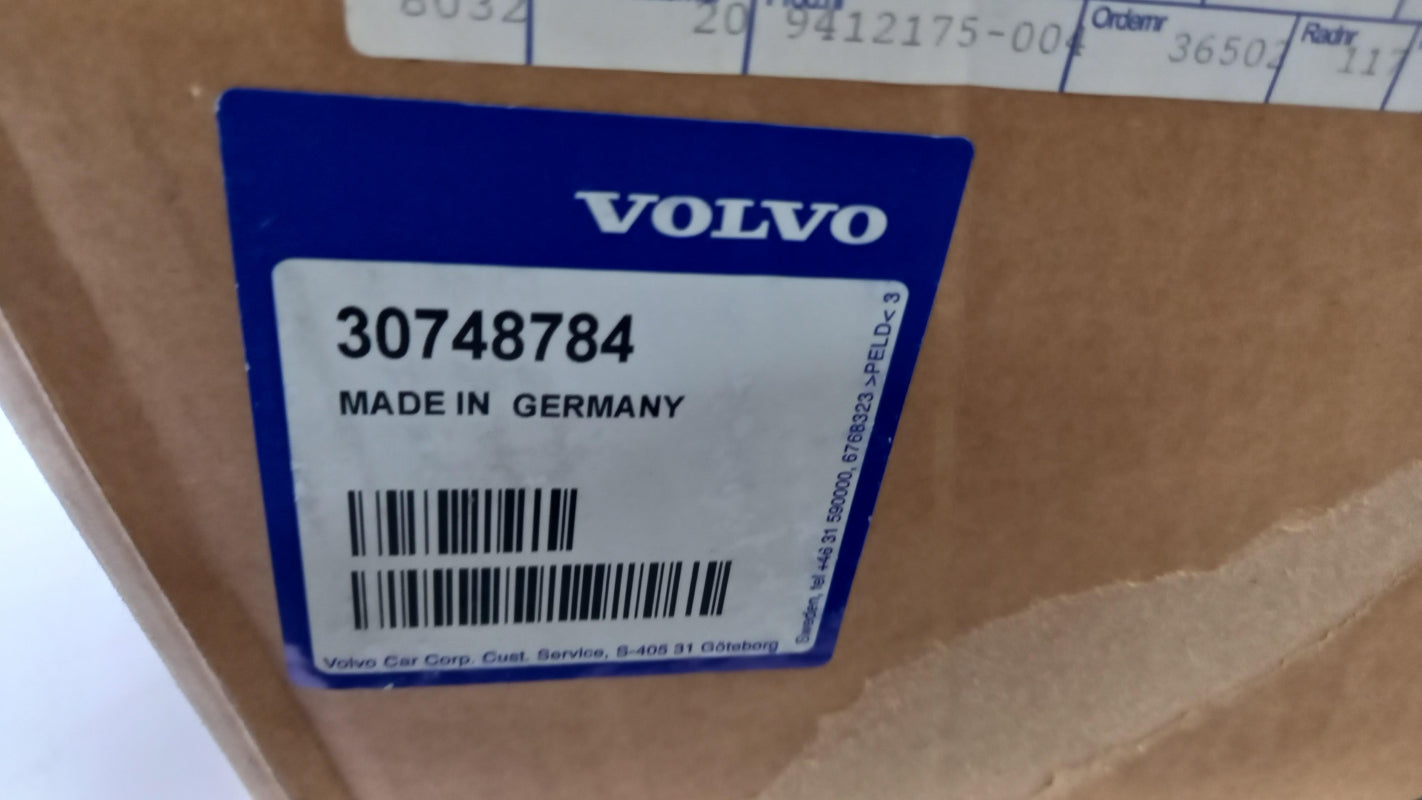 20 9412175-004 Ordernr 36502 Radnr 117
VOLVO
30748784
MADE IN GERMANY
Volvo Car Corp. Cust. Service, S-405 31 Göteborg
Sweden, tel +46 31 590000, 6768323 >PELD< 3